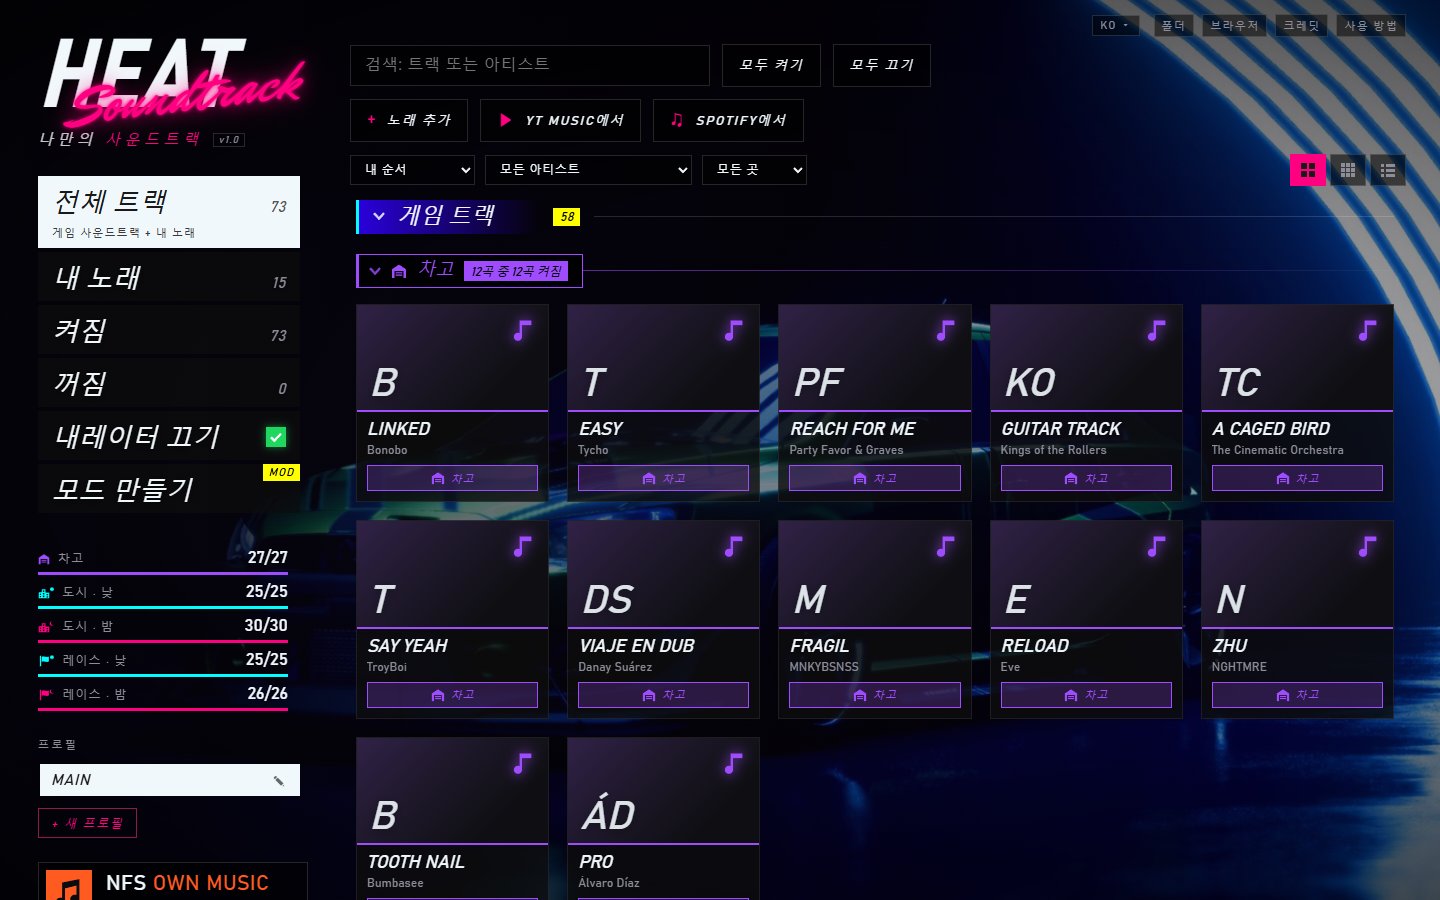 HEAT
Soundtrack
나만의 사운드트랙 v1.0
KO
폴더
브라우저
크레딧
사용 방법
검색: 트랙 또는 아티스트
모두 켜기
모두 끄기
+ 노래 추가
YT MUSIC에서
SPOTIFY에서
내 순서
모든 아티스트
모든 곳
전체 트랙 73
게임 사운드트랙 + 내 노래
내 노래 15
켜짐 73
꺼짐 0
내레이터 끄기
MOD
모드 만들기
차고 27/27
도시 · 낮 25/25
도시 · 밤 30/30
레이스 · 낮 25/25
레이스 · 밤 26/26
프로필
MAIN
+ 새 프로필
NFS OWN MUSIC
게임 트랙 58
차고 12곡 중 12곡 켜짐
B
LINKED
Bonobo
차고
T
EASY
Tycho
차고
PF
REACH FOR ME
Party Favor & Graves
차고
KO
GUITAR TRACK
Kings of the Rollers
차고
TC
A CAGED BIRD
The Cinematic Orchestra
차고
T
SAY YEAH
TroyBoi
차고
DS
VIAJE EN DUB
Danay Suárez
차고
M
FRAGIL
MNKYBSNSS
차고
E
RELOAD
Eve
차고
N
ZHU
NGHTMRE
차고
B
TOOTH NAIL
Bumbasee
ÁD
PRO
Álvaro Díaz